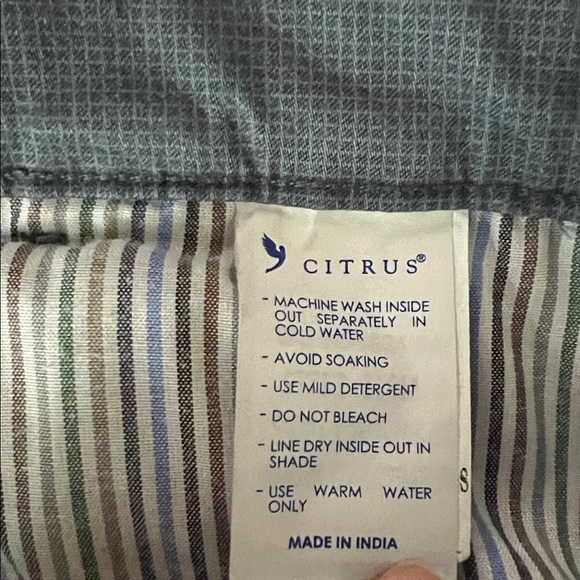 CITRUS®
- MACHINE WASH INSIDE
OUT SEPARATELY IN
COLD WATER
- AVOID SOAKING
- USE MILD DETERGENT
- DO NOT BLEACH
- LINE DRY INSIDE OUT IN
SHADE
- USE WARM WATER
ONLY
MADE IN INDIA